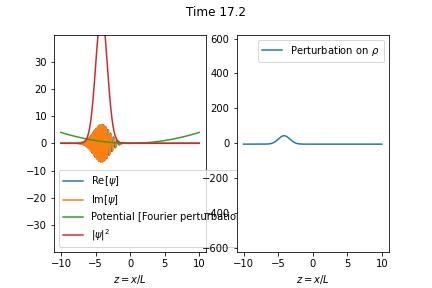 Time 17.2
30
20
10
0
−10
−20
−30
Re[ψ]
Im[ψ]
Potential [Fourier perturbatio
|ψ|²
−10 −5 0 5 10
z = x/L
600
400
200
0
−200
−400
−600
Perturbation on ρ
−10 −5 0 5 10
z = x/L